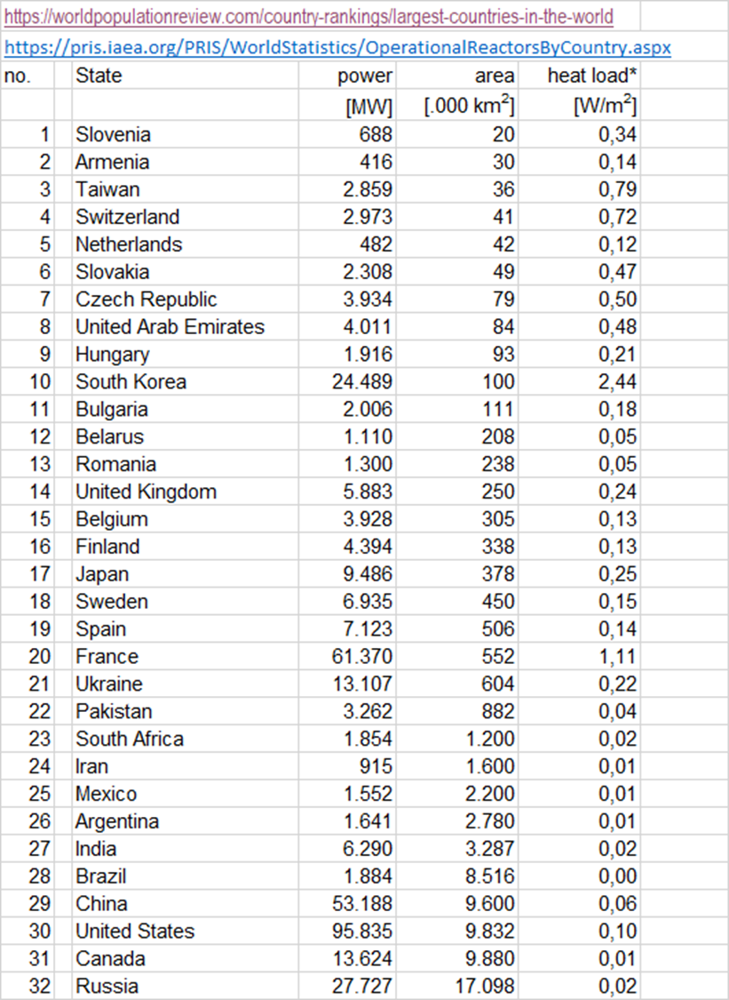 https://worldpopulationreview.com/country-rankings/largest-countries-in-the-world
https://pris.iaea.org/PRIS/WorldStatistics/OperationalReactorsByCountry.aspx
no. State power area heat load*
[MW] [.000 km²] [W/m²]
1 Slovenia 688 20 0,34
2 Armenia 416 30 0,14
3 Taiwan 2.859 36 0,79
4 Switzerland 2.973 41 0,72
5 Netherlands 482 42 0,12
6 Slovakia 2.308 49 0,47
7 Czech Republic 3.934 79 0,50
8 United Arab Emirates 4.011 84 0,48
9 Hungary 1.916 93 0,21
10 South Korea 24.489 100 2,44
11 Bulgaria 2.006 111 0,18
12 Belarus 1.110 208 0,05
13 Romania 1.300 238 0,05
14 United Kingdom 5.883 250 0,24
15 Belgium 3.928 305 0,13
16 Finland 4.394 338 0,13
17 Japan 9.486 378 0,25
18 Sweden 6.935 450 0,15
19 Spain 7.123 506 0,14
20 France 61.370 552 1,11
21 Ukraine 13.107 604 0,22
22 Pakistan 3.262 882 0,04
23 South Africa 1.854 1.200 0,02
24 Iran 915 1.600 0,01
25 Mexico 1.552 2.200 0,01
26 Argentina 1.641 2.780 0,01
27 India 6.290 3.287 0,02
28 Brazil 1.884 8.516 0,00
29 China 53.188 9.600 0,06
30 United States 95.835 9.832 0,10
31 Canada 13.624 9.880 0,01
32 Russia 27.727 17.098 0,02